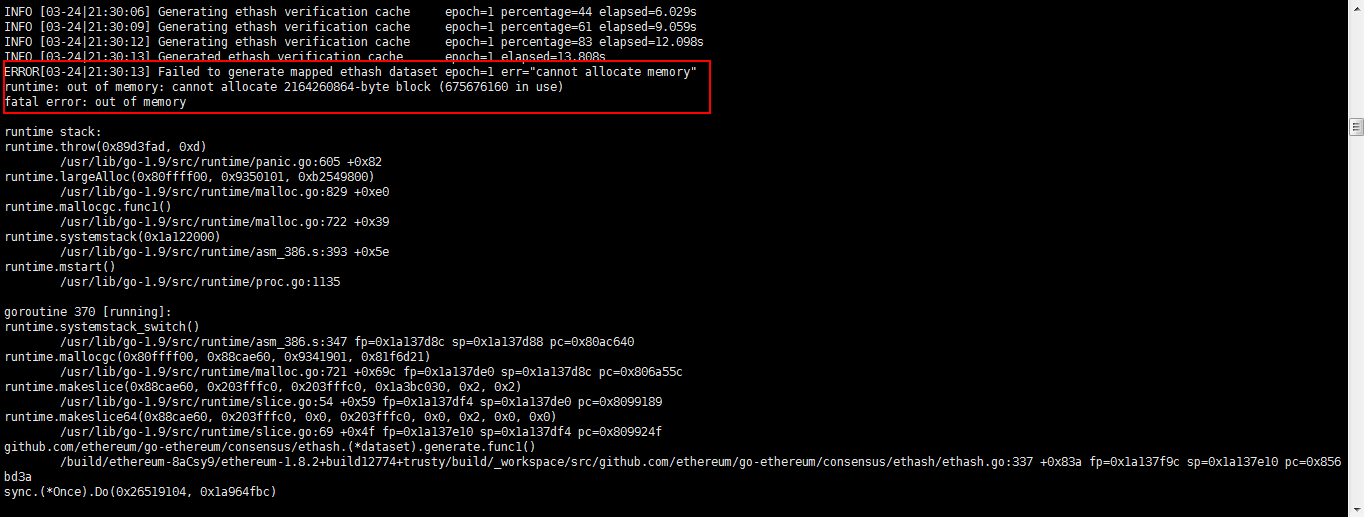 INFO [03-24|21:30:06] Generating ethash verification cache     epoch=1 percentage=44 elapsed=6.029s
INFO [03-24|21:30:09] Generating ethash verification cache     epoch=1 percentage=61 elapsed=9.059s
INFO [03-24|21:30:12] Generating ethash verification cache     epoch=1 percentage=83 elapsed=12.098s
INFO [03-24|21:30:13] Generated ethash verification cache      epoch=1 elapsed=13.808s
ERROR[03-24|21:30:13] Failed to generate mapped ethash dataset epoch=1 err="cannot allocate memory"
runtime: out of memory: cannot allocate 2164260864-byte block (675676160 in use)
fatal error: out of memory
runtime stack:
runtime.throw(0x89d3fad, 0xd)
        /usr/lib/go-1.9/src/runtime/panic.go:605 +0x82
runtime.largeAlloc(0x80ffff00, 0x9350101, 0xb2549800)
        /usr/lib/go-1.9/src/runtime/malloc.go:829 +0xe0
runtime.mallocgc.func1()
        /usr/lib/go-1.9/src/runtime/malloc.go:722 +0x39
runtime.systemstack(0x1a122000)
        /usr/lib/go-1.9/src/runtime/asm_386.s:393 +0x5e
runtime.mstart()
        /usr/lib/go-1.9/src/runtime/proc.go:1135
goroutine 370 [running]:
runtime.systemstack_switch()
        /usr/lib/go-1.9/src/runtime/asm_386.s:347 fp=0x1a137d8c sp=0x1a137d88 pc=0x80ac640
runtime.mallocgc(0x80ffff00, 0x88cae60, 0x9341901, 0x81f6d21)
        /usr/lib/go-1.9/src/runtime/malloc.go:721 +0x69c fp=0x1a137de0 sp=0x1a137d8c pc=0x806a55c
runtime.makeslice(0x88cae60, 0x203fffc0, 0x203fffc0, 0x1a3bc030, 0x2, 0x2)
        /usr/lib/go-1.9/src/runtime/slice.go:54 +0x59 fp=0x1a137df4 sp=0x1a137de0 pc=0x8099189
runtime.makeslice64(0x88cae60, 0x203fffc0, 0x0, 0x203fffc0, 0x0, 0x2, 0x0, 0x0)
        /usr/lib/go-1.9/src/runtime/slice.go:69 +0x4f fp=0x1a137e10 sp=0x1a137df4 pc=0x809924f
github.com/ethereum/go-ethereum/consensus/ethash.(*dataset).generate.func1()
        /build/ethereum-8aCsy9/ethereum-1.8.2+build12774+trusty/build/_workspace/src/github.com/ethereum/go-ethereum/consensus/ethash/ethash.go:337 +0x83a fp=0x1a137f9c sp=0x1a137e10 pc=0x856
bd3a
sync.(*Once).Do(0x26519104, 0x1a964fbc)